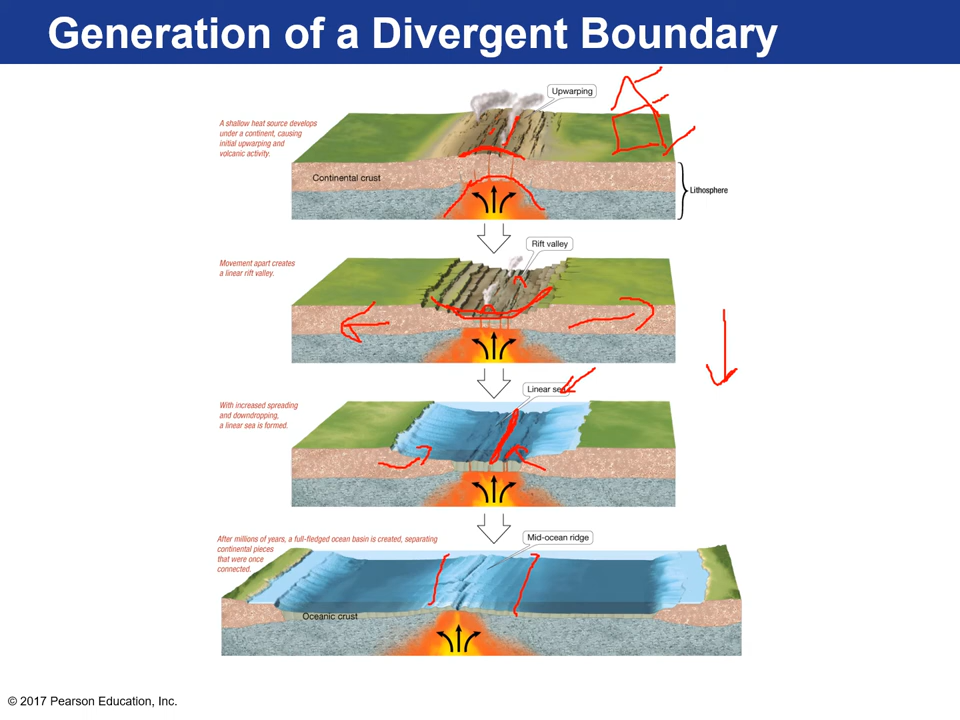 Generation of a Divergent Boundary
Upwarping
A shallow heat source develops
under a continent, causing
initial upwarping and
volcanic activity.
Continental crust
Lithosphere
Rift valley
Movement apart creates
a linear rift valley.
Linear sea
With increased spreading
and downdropping,
a linear sea is formed.
Mid-ocean ridge
After millions of years, a full-fledged ocean basin is created, separating
continental pieces
that were once
connected.
Oceanic crust
© 2017 Pearson Education, Inc.